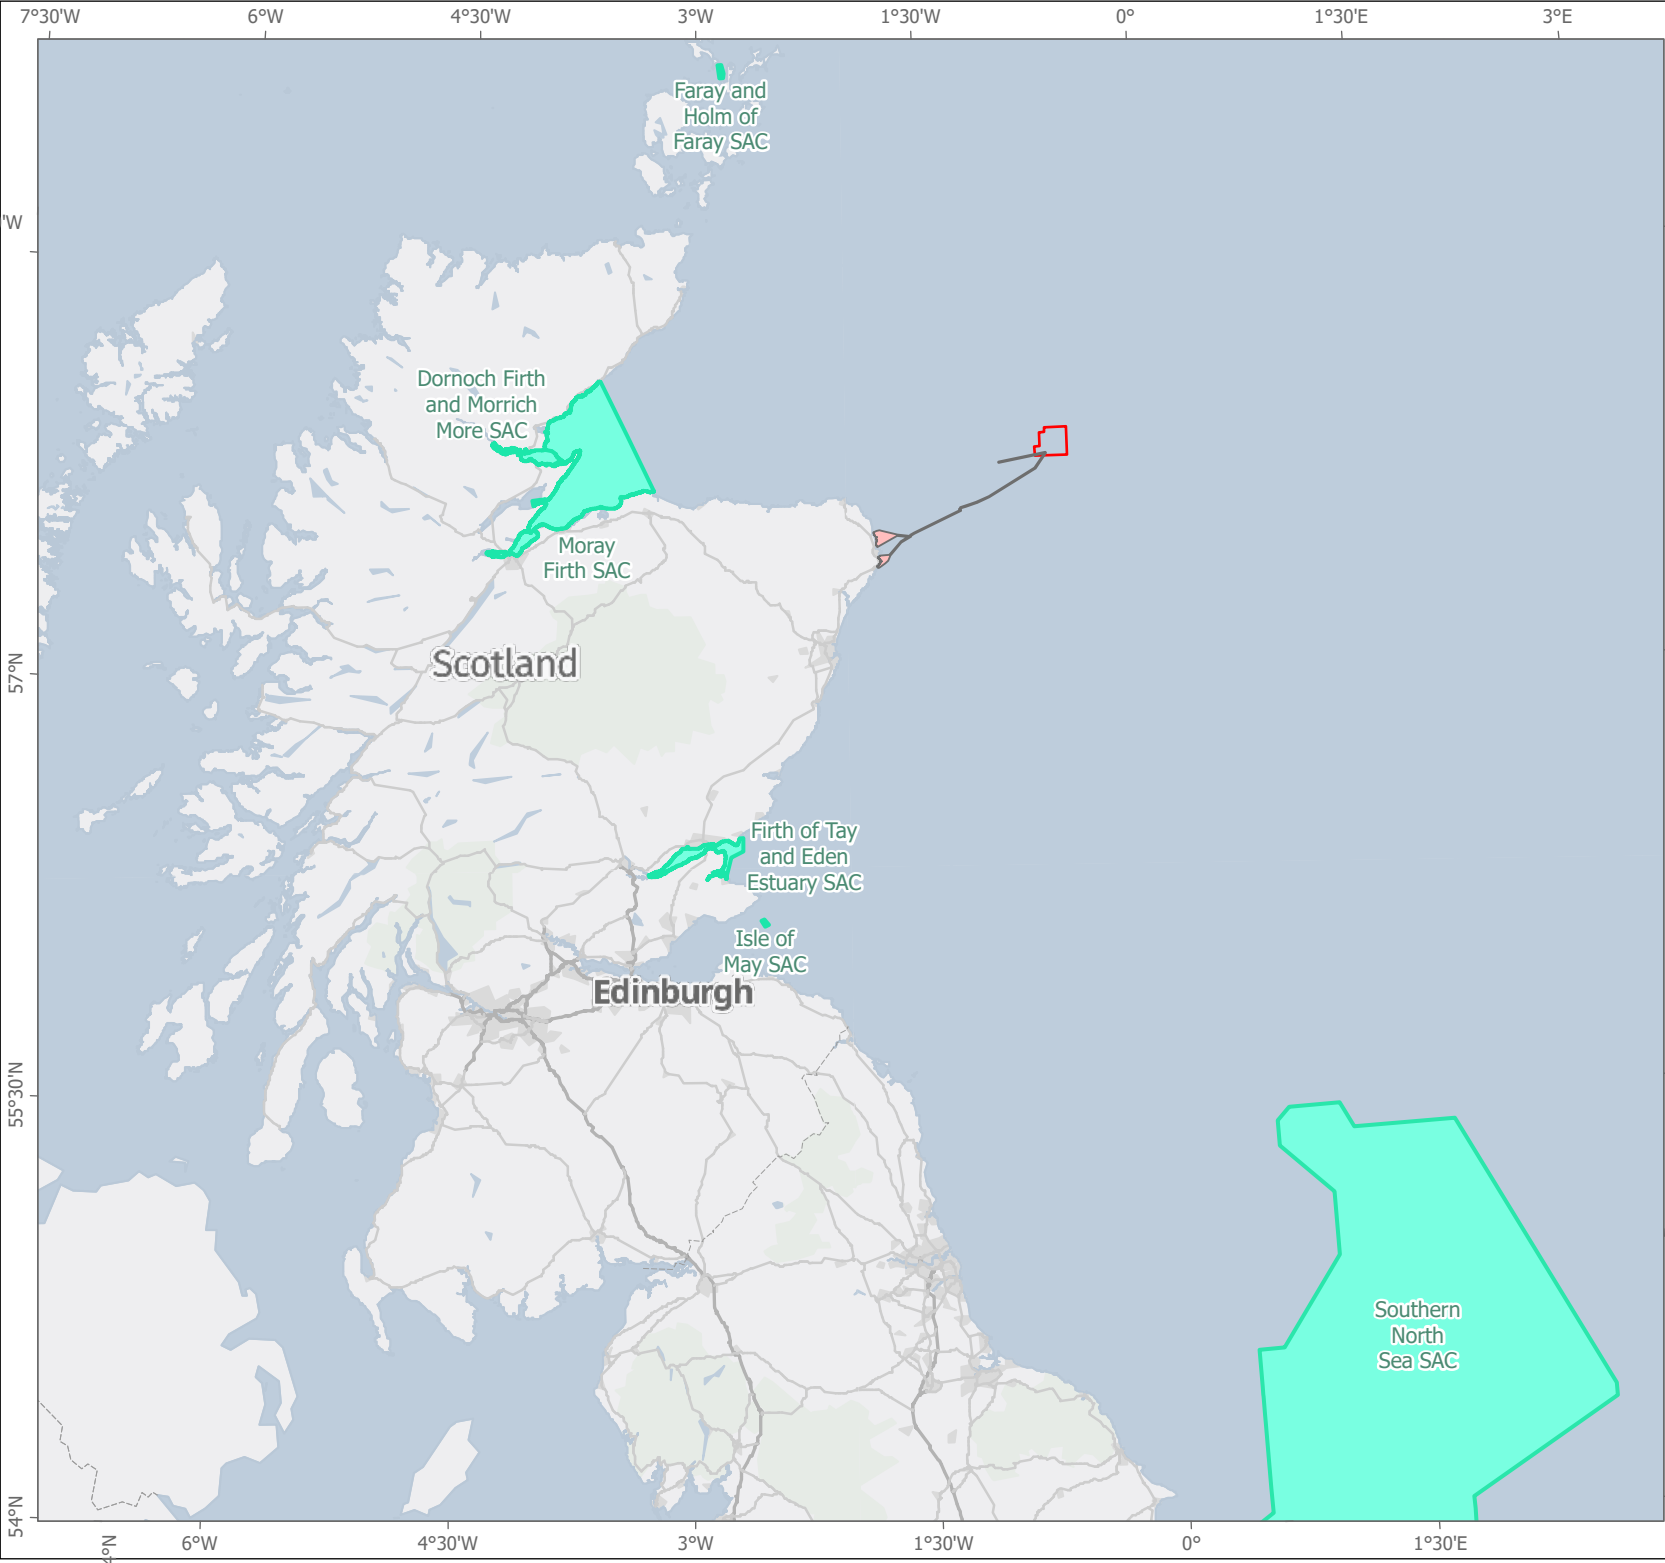 7°30'W 6°W 4°30'W 3°W 1°30'W 0° 1°30'E 3°E
Faray and
Holm of
Faray SAC
'W
Dornoch Firth
and Morrich
More SAC
Moray
Firth SAC
Scotland
57°N
Firth of Tay
and Eden
Estuary SAC
Isle of
May SAC
Edinburgh
55°30'N
Southern
North
Sea SAC
54°N
6°W 4°30'W 3°W 1°30'W 0° 1°30'E
4°N